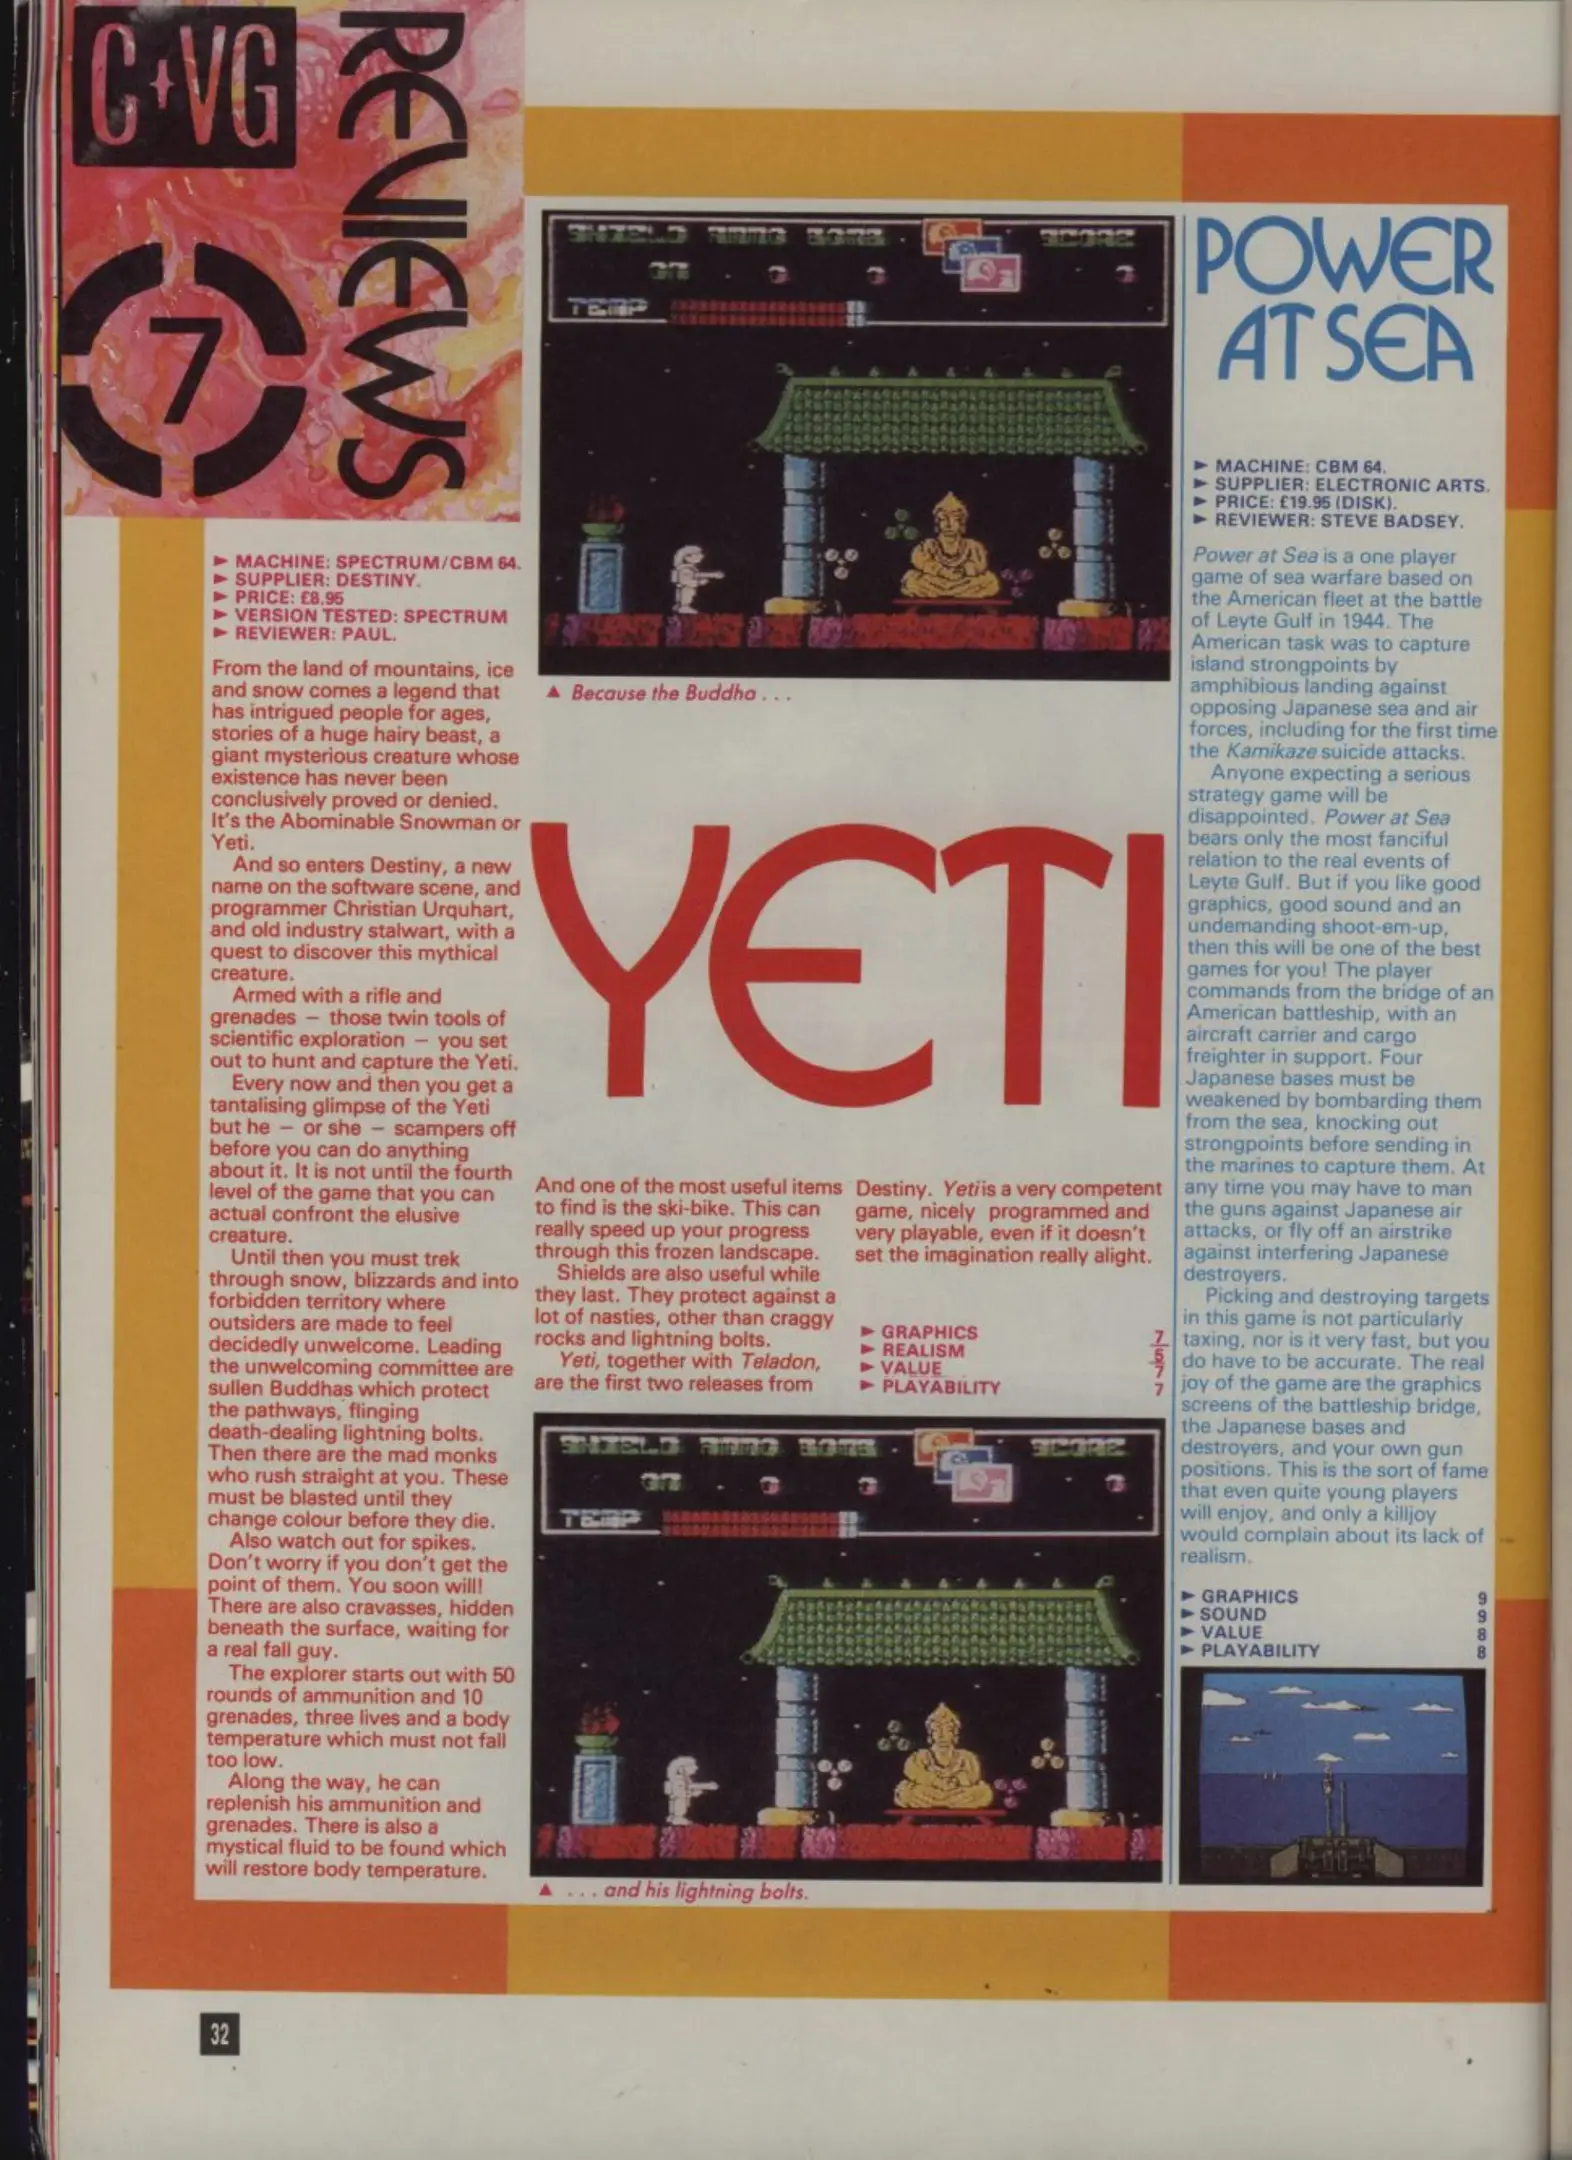 C+VG
REVIEWS
7
► MACHINE: SPECTRUM/CBM 64.
► SUPPLIER: DESTINY.
► PRICE: £8.95
► VERSION TESTED: SPECTRUM
► REVIEWER: PAUL.
From the land of mountains, ice
and snow comes a legend that
has intrigued people for ages,
stories of a huge hairy beast, a
giant mysterious creature whose
existence has never been
conclusively proved or denied.
It's the Abominable Snowman or
Yeti.
And so enters Destiny, a new
name on the software scene, and
programmer Christian Urquhart,
and old industry stalwart, with a
quest to discover this mythical
creature.
Armed with a rifle and
grenades — those twin tools of
scientific exploration — you set
out to hunt and capture the Yeti.
Every now and then you get a
tantalising glimpse of the Yeti
but he — or she — scampers off
before you can do anything
about it. It is not until the fourth
level of the game that you can
actual confront the elusive
creature.
Until then you must trek
through snow, blizzards and into
forbidden territory where
outsiders are made to feel
decidedly unwelcome. Leading
the unwelcoming committee are
sullen Buddhas which protect
the pathways, flinging
death-dealing lightning bolts.
Then there are the mad monks
who rush straight at you. These
must be blasted until they
change colour before they die.
Also watch out for spikes.
Don't worry if you don't get the
point of them. You soon will!
There are also cravasses, hidden
beneath the surface, waiting for
a real fall guy.
The explorer starts out with 50
rounds of ammunition and 10
grenades, three lives and a body
temperature which must not fall
too low.
Along the way, he can
replenish his ammunition and
grenades. There is also a
mystical fluid to be found which
will restore body temperature.
SHIELD AMMO BOMB SCORE
TEMP
▲ Because the Buddha . . .
YETI
And one of the most useful items
to find is the ski-bike. This can
really speed up your progress
through this frozen landscape.
Shields are also useful while
they last. They protect against a
lot of nasties, other than craggy
rocks and lightning bolts.
Yeti, together with Teladon,
are the first two releases from
Destiny. Yeti is a very competent
game, nicely programmed and
very playable, even if it doesn't
set the imagination really alight.
► GRAPHICS 7
► REALISM 5
► VALUE 7
► PLAYABILITY 7
SHIELD AMMO BOMB SCORE
TEMP
▲ . . . and his lightning bolts.
POWER
AT SEA
► MACHINE: CBM 64.
► SUPPLIER: ELECTRONIC ARTS.
► PRICE: £19.95 (DISK).
► REVIEWER: STEVE BADSEY.
Power at Sea is a one player
game of sea warfare based on
the American fleet at the battle
of Leyte Gulf in 1944. The
American task was to capture
island strongpoints by
amphibious landing against
opposing Japanese sea and air
forces, including for the first time
the Kamikaze suicide attacks.
Anyone expecting a serious
strategy game will be
disappointed. Power at Sea
bears only the most fanciful
relation to the real events of
Leyte Gulf. But if you like good
graphics, good sound and an
undemanding shoot-em-up,
then this will be one of the best
games for you! The player
commands from the bridge of an
American battleship, with an
aircraft carrier and cargo
freighter in support. Four
Japanese bases must be
weakened by bombarding them
from the sea, knocking out
strongpoints before sending in
the marines to capture them. At
any time you may have to man
the guns against Japanese air
attacks, or fly off an airstrike
against interfering Japanese
destroyers.
Picking and destroying targets
in this game is not particularly
taxing, nor is it very fast, but you
do have to be accurate. The real
joy of the game are the graphics
screens of the battleship bridge,
the Japanese bases and
destroyers, and your own gun
positions. This is the sort of fame
that even quite young players
will enjoy, and only a killjoy
would complain about its lack of
realism.
► GRAPHICS 9
► SOUND 9
► VALUE 8
► PLAYABILITY 8
32